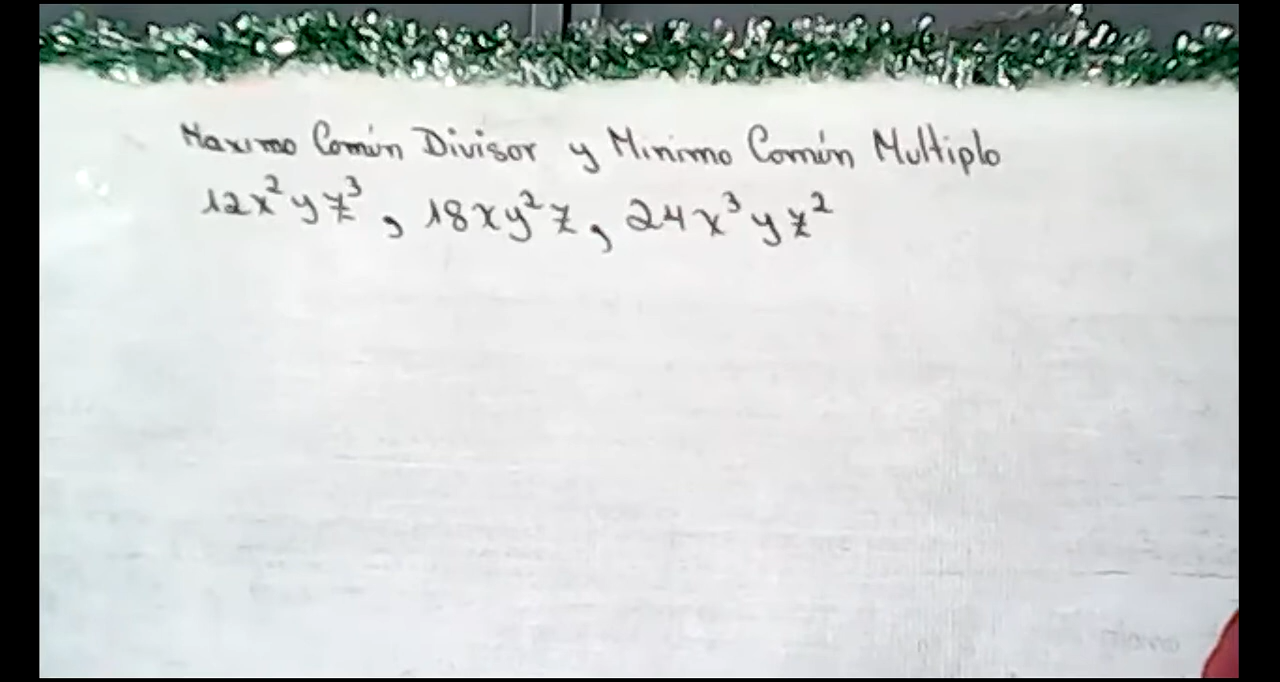 Maximo Común Divisor y Minimo Común Multiplo
12x²yz³, 18xy²z, 24x³yz²